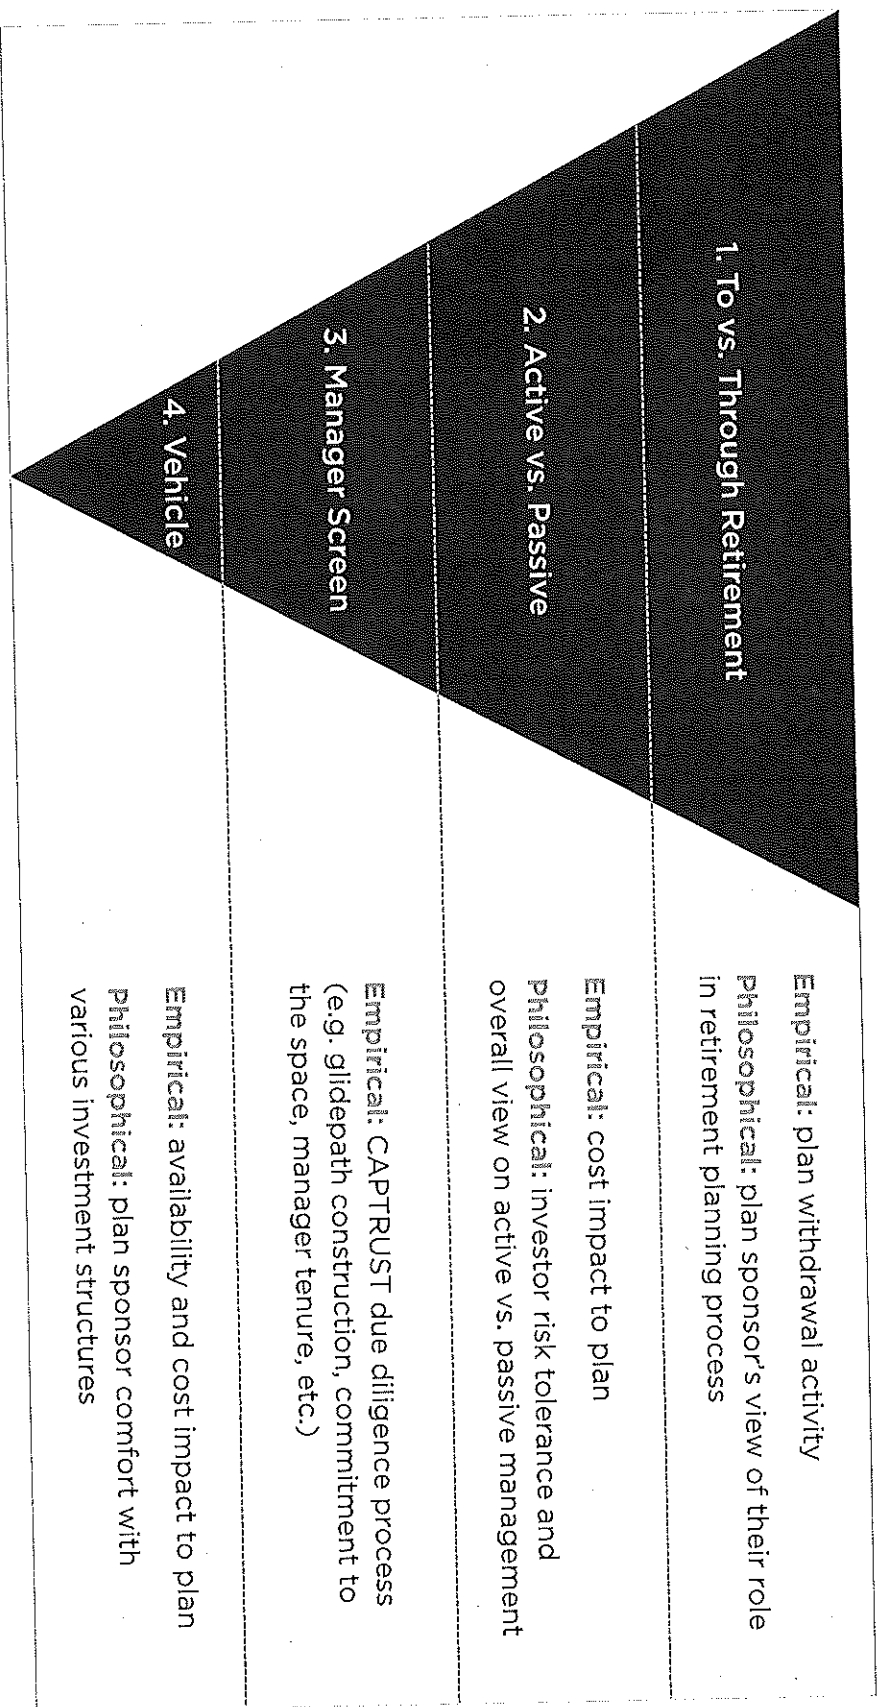 1. To vs. Through Retirement
Empirical: plan withdrawal activity
Philosophical: plan sponsor's view of their role
in retirement planning process
2. Active vs. Passive
Empirical: cost impact to plan
Philosophical: investor risk tolerance and
overall view on active vs. passive management
3. Manager Screen
Empirical: CAPTRUST due diligence process
(e.g. glidepath construction, commitment to
the space, manager tenure, etc.)
4. Vehicle
Empirical: availability and cost impact to plan
Philosophical: plan sponsor comfort with
various investment structures